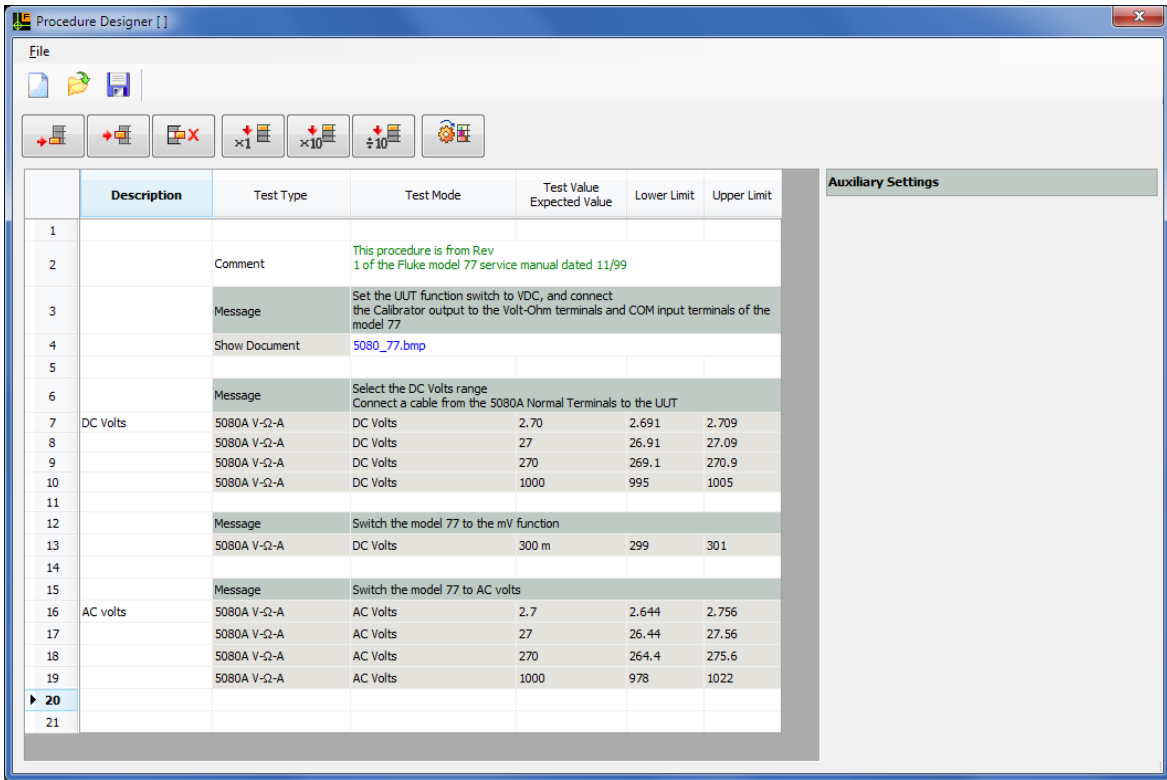 Procedure Designer [ ]
File
×1 ×10 ÷10
Description Test Type Test Mode Test Value Expected Value Lower Limit Upper Limit
Auxiliary Settings
1
2 Comment This procedure is from Rev
1 of the Fluke model 77 service manual dated 11/99
3 Message Set the UUT function switch to VDC, and connect
the Calibrator output to the Volt-Ohm terminals and COM input terminals of the
model 77
4 Show Document 5080_77.bmp
5
6 Message Select the DC Volts range
Connect a cable from the 5080A Normal Terminals to the UUT
7 DC Volts 5080A V-Ω-A DC Volts 2.70 2.691 2.709
8 5080A V-Ω-A DC Volts 27 26.91 27.09
9 5080A V-Ω-A DC Volts 270 269.1 270.9
10 5080A V-Ω-A DC Volts 1000 995 1005
11
12 Message Switch the model 77 to the mV function
13 5080A V-Ω-A DC Volts 300 m 299 301
14
15 Message Switch the model 77 to AC volts
16 AC volts 5080A V-Ω-A AC Volts 2.7 2.644 2.756
17 5080A V-Ω-A AC Volts 27 26.44 27.56
18 5080A V-Ω-A AC Volts 270 264.4 275.6
19 5080A V-Ω-A AC Volts 1000 978 1022
20
21